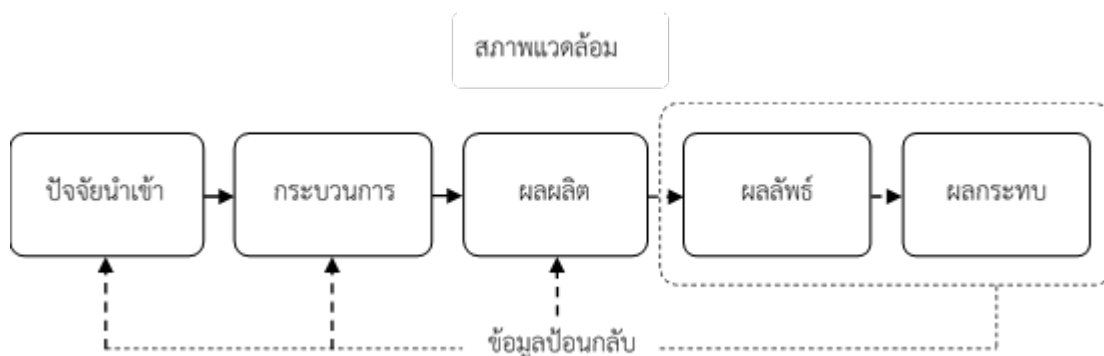 สภาพแวดล้อม
ปัจจัยนำเข้า
กระบวนการ
ผลผลิต
ผลลัพธ์
ผลกระทบ
ข้อมูลป้อนกลับ